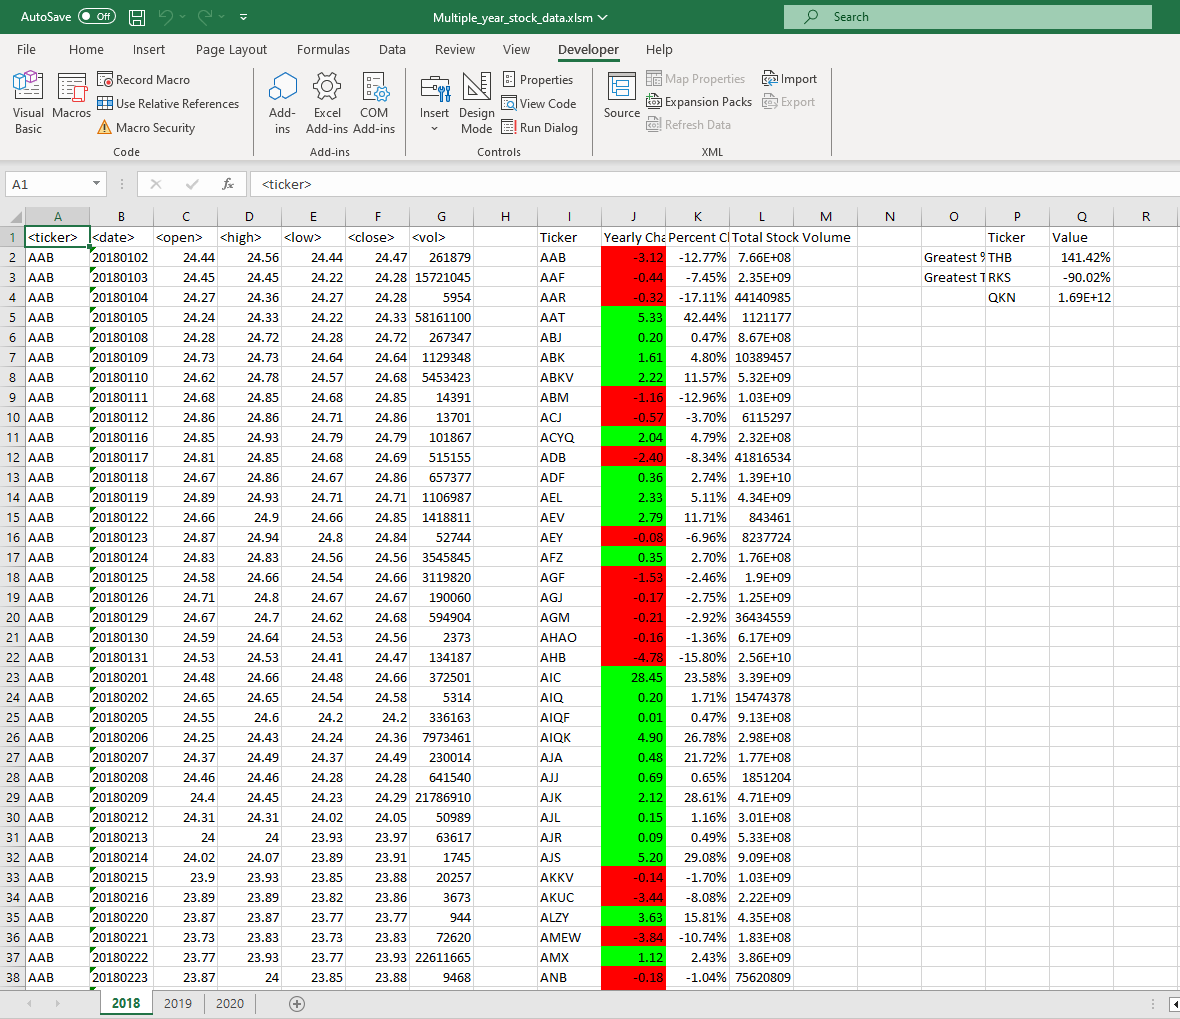 AutoSave Off Multiple_year_stock_data.xlsm Search
File Home Insert Page Layout Formulas Data Review View Developer Help
Visual Basic
Macros
Record Macro
Use Relative References
Macro Security
Code
Add-ins
Excel Add-ins
COM Add-ins
Add-ins
Insert
Design Mode
Properties
View Code
Run Dialog
Controls
Source
Map Properties
Expansion Packs
Refresh Data
Import
Export
XML
A1 fx <ticker>
A B C D E F G H I J K L M N O P Q R
1 <ticker> <date> <open> <high> <low> <close> <vol> Ticker Yearly Cha Percent Cl Total Stock Volume Ticker Value
2 AAB 20180102 24.44 24.56 24.44 24.47 261879 AAB -3.12 -12.77% 7.66E+08 Greatest % THB 141.42%
3 AAB 20180103 24.45 24.45 24.22 24.28 15721045 AAF -0.44 -7.45% 2.35E+09 Greatest T RKS -90.02%
4 AAB 20180104 24.27 24.36 24.27 24.28 5954 AAR -0.32 -17.11% 44140985 QKN 1.69E+12
5 AAB 20180105 24.24 24.33 24.22 24.33 58161100 AAT 5.33 42.44% 1121177
6 AAB 20180108 24.28 24.72 24.28 24.72 267347 ABJ 0.20 0.47% 8.67E+08
7 AAB 20180109 24.73 24.73 24.64 24.64 1129348 ABK 1.61 4.80% 10389457
8 AAB 20180110 24.62 24.78 24.57 24.68 5453423 ABKV 2.22 11.57% 5.32E+09
9 AAB 20180111 24.68 24.85 24.68 24.85 14391 ABM -1.16 -12.96% 1.03E+09
10 AAB 20180112 24.86 24.86 24.71 24.86 13701 ACJ -0.57 -3.70% 6115297
11 AAB 20180116 24.85 24.93 24.79 24.79 101867 ACYQ 2.04 4.79% 2.32E+08
12 AAB 20180117 24.81 24.85 24.68 24.69 515155 ADB -2.40 -8.34% 41816534
13 AAB 20180118 24.67 24.86 24.67 24.86 657377 ADF 0.36 2.74% 1.39E+10
14 AAB 20180119 24.89 24.93 24.71 24.71 1106987 AEL 2.33 5.11% 4.34E+09
15 AAB 20180122 24.66 24.9 24.66 24.85 1418811 AEV 2.79 11.71% 843461
16 AAB 20180123 24.87 24.94 24.8 24.84 52744 AEY -0.08 -6.96% 8237724
17 AAB 20180124 24.83 24.83 24.56 24.56 3545845 AFZ 0.35 2.70% 1.76E+08
18 AAB 20180125 24.58 24.66 24.54 24.66 3119820 AGF -1.53 -2.46% 1.9E+09
19 AAB 20180126 24.71 24.8 24.67 24.67 190060 AGJ -0.17 -2.75% 1.25E+09
20 AAB 20180129 24.67 24.7 24.62 24.68 594904 AGM -0.21 -2.92% 36434559
21 AAB 20180130 24.59 24.64 24.53 24.56 2373 AHAO -0.16 -1.36% 6.17E+09
22 AAB 20180131 24.53 24.53 24.41 24.47 134187 AHB -4.78 -15.80% 2.56E+10
23 AAB 20180201 24.48 24.66 24.48 24.66 372501 AIC 28.45 23.58% 3.39E+09
24 AAB 20180202 24.65 24.65 24.54 24.58 5314 AIQ 0.20 1.71% 15474378
25 AAB 20180205 24.55 24.6 24.2 24.2 336163 AIQF 0.01 0.47% 9.13E+08
26 AAB 20180206 24.25 24.43 24.24 24.36 7973461 AIQK 4.90 26.78% 2.98E+08
27 AAB 20180207 24.37 24.49 24.37 24.49 230014 AJA 0.48 21.72% 1.77E+08
28 AAB 20180208 24.46 24.46 24.28 24.28 641540 AJJ 0.69 0.65% 1851204
29 AAB 20180209 24.4 24.45 24.23 24.29 21786910 AJK 2.12 28.61% 4.71E+09
30 AAB 20180212 24.31 24.31 24.02 24.05 50989 AJL 0.15 1.16% 3.01E+08
31 AAB 20180213 24 24 23.93 23.97 63617 AJR 0.09 0.49% 5.33E+08
32 AAB 20180214 24.02 24.07 23.89 23.91 1745 AJS 5.20 29.08% 9.09E+08
33 AAB 20180215 23.9 23.93 23.85 23.88 20257 AKKV -0.14 -1.70% 1.03E+09
34 AAB 20180216 23.89 23.89 23.82 23.86 3673 AKUC -3.44 -8.08% 2.22E+09
35 AAB 20180220 23.87 23.87 23.77 23.77 944 ALZY 3.63 15.81% 4.35E+08
36 AAB 20180221 23.73 23.83 23.73 23.83 72620 AMEW -3.84 -10.74% 1.83E+08
37 AAB 20180222 23.77 23.93 23.77 23.93 22611665 AMX 1.12 2.43% 3.86E+09
38 AAB 20180223 23.87 24 23.85 23.88 9468 ANB -0.18 -1.04% 75620809
2018 2019 2020